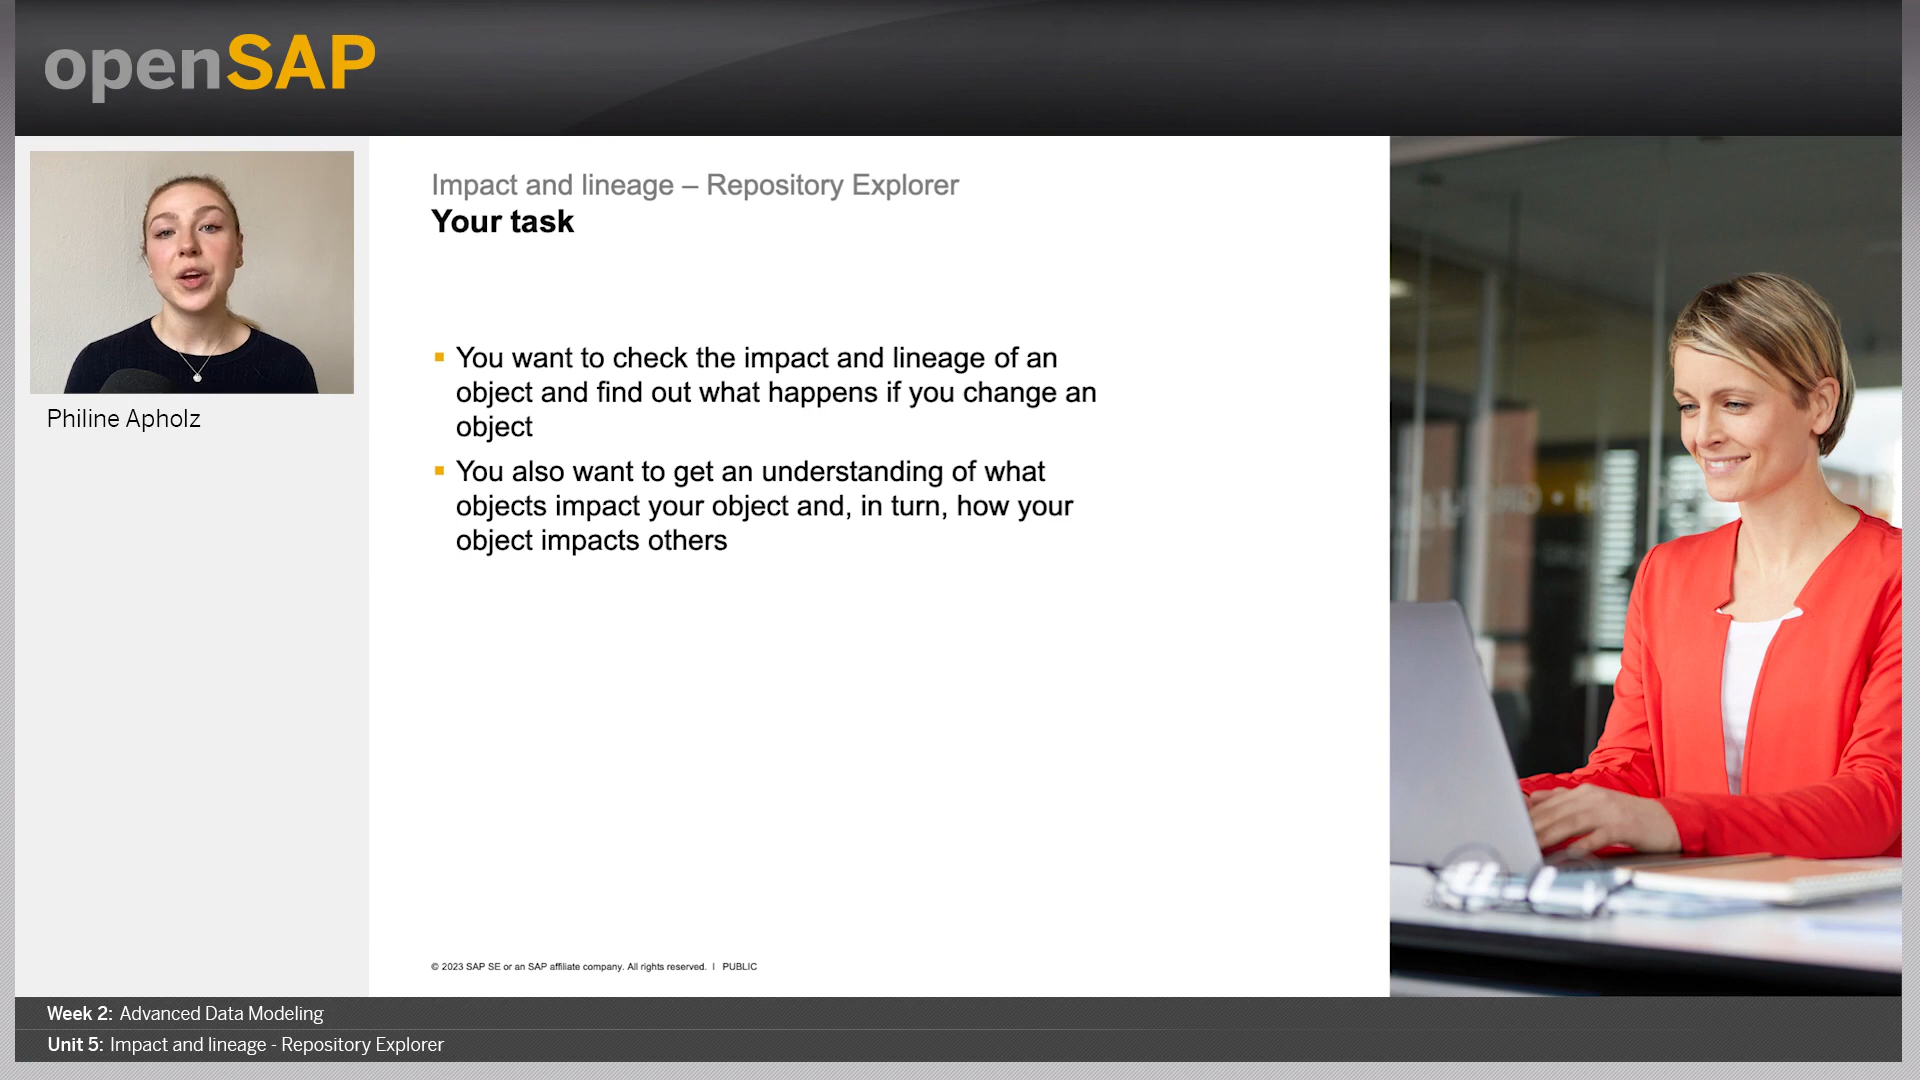 openSAP
Philine Apholz
Impact and lineage – Repository Explorer
Your task
You want to check the impact and lineage of an
object and find out what happens if you change an
object
You also want to get an understanding of what
objects impact your object and, in turn, how your
object impacts others
© 2023 SAP SE or an SAP affiliate company. All rights reserved. | PUBLIC
Week 2: Advanced Data Modeling
Unit 5: Impact and lineage - Repository Explorer